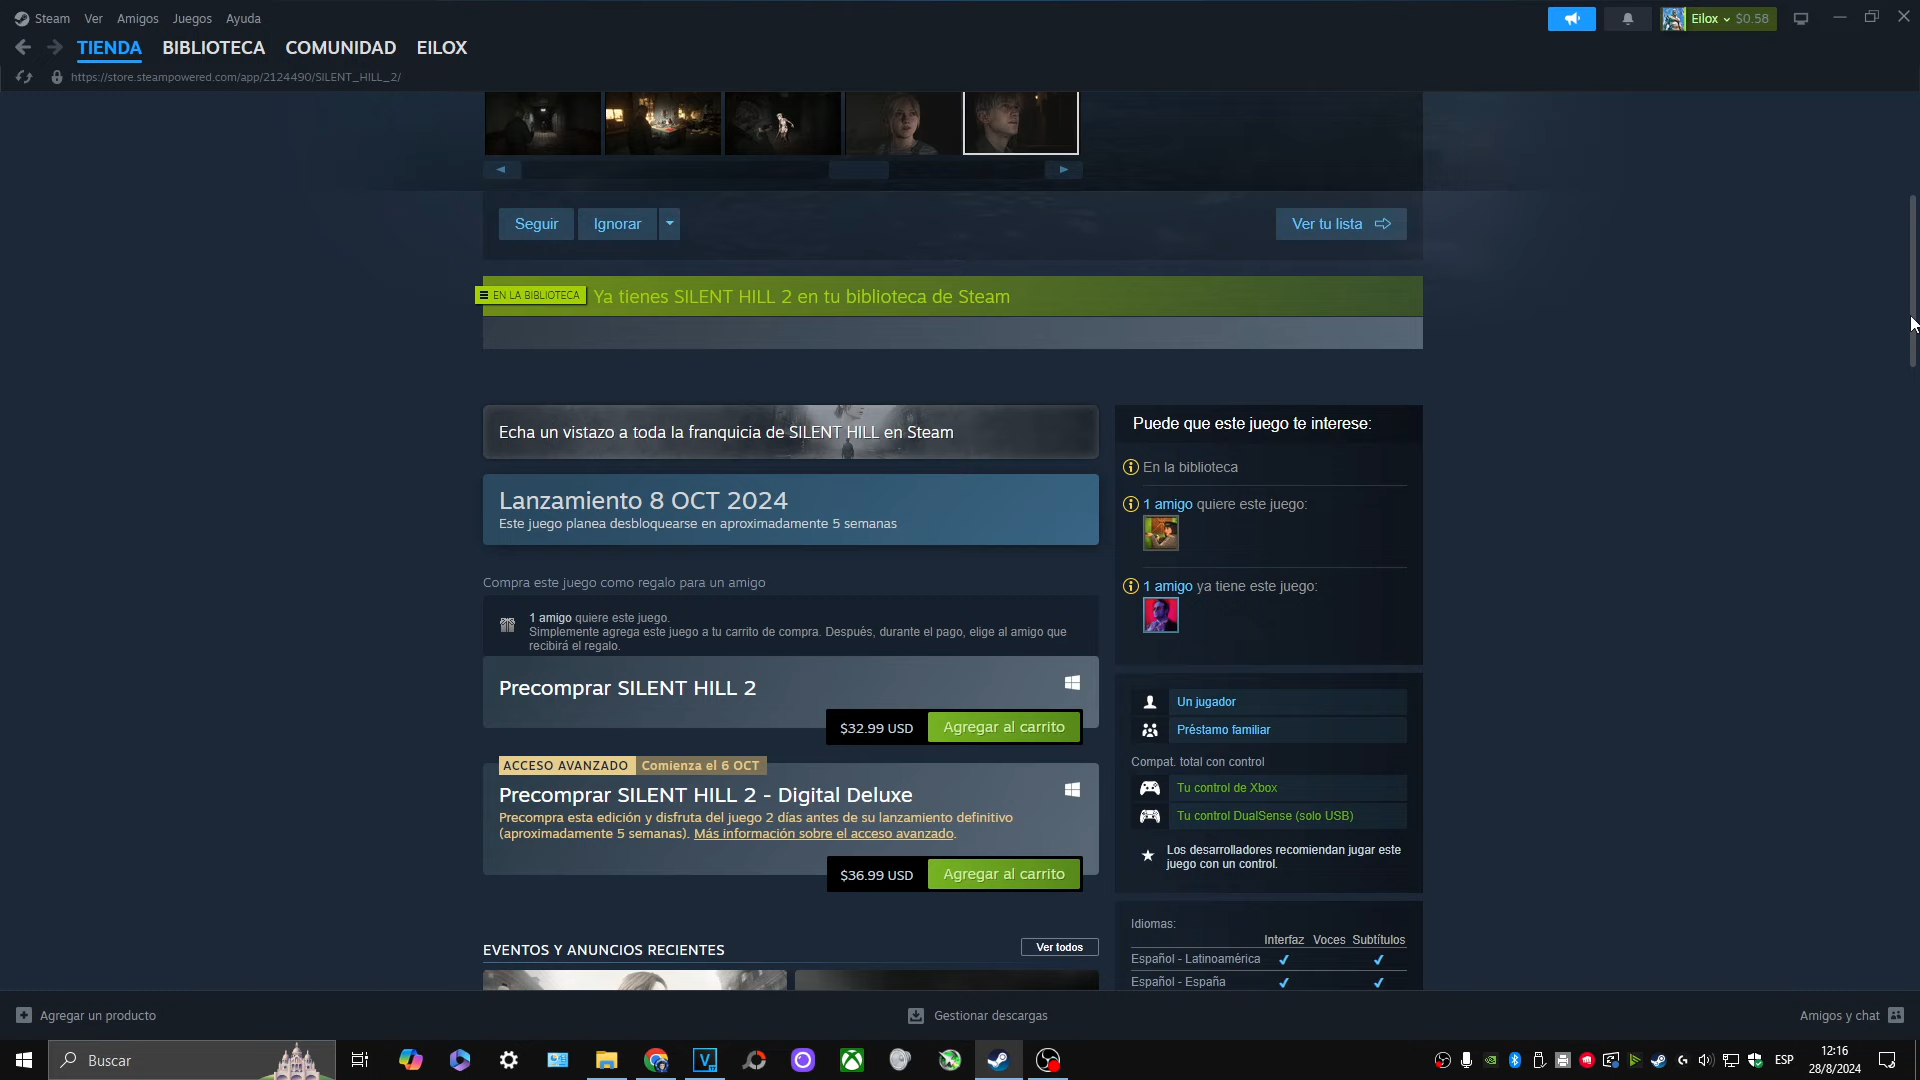 Steam Ver Amigos Juegos Ayuda
Eilox $0.58
TIENDA BIBLIOTECA COMUNIDAD EILOX
https://store.steampowered.com/app/2124490/SILENT_HILL_2/
Seguir Ignorar
Ver tu lista
EN LA BIBLIOTECA Ya tienes SILENT HILL 2 en tu biblioteca de Steam
Echa un vistazo a toda la franquicia de SILENT HILL en Steam
Lanzamiento 8 OCT 2024
Este juego planea desbloquearse en aproximadamente 5 semanas
Compra este juego como regalo para un amigo
1 amigo quiere este juego.
Simplemente agrega este juego a tu carrito de compra. Después, durante el pago, elige al amigo que
recibirá el regalo.
Precomprar SILENT HILL 2
$32.99 USD Agregar al carrito
ACCESO AVANZADO Comienza el 6 OCT
Precomprar SILENT HILL 2 - Digital Deluxe
Precompra esta edición y disfruta del juego 2 días antes de su lanzamiento definitivo
(aproximadamente 5 semanas). Más información sobre el acceso avanzado.
$36.99 USD Agregar al carrito
EVENTOS Y ANUNCIOS RECIENTES Ver todos
Puede que este juego te interese:
En la biblioteca
1 amigo quiere este juego:
1 amigo ya tiene este juego:
Un jugador
Préstamo familiar
Compat. total con control
Tu control de Xbox
Tu control DualSense (solo USB)
Los desarrolladores recomiendan jugar este
juego con un control.
Idiomas:
Interfaz Voces Subtítulos
Español - Latinoamérica ✔ ✔
Español - España ✔ ✔
Agregar un producto
Gestionar descargas
Amigos y chat
Buscar
ESP
12:16
28/8/2024